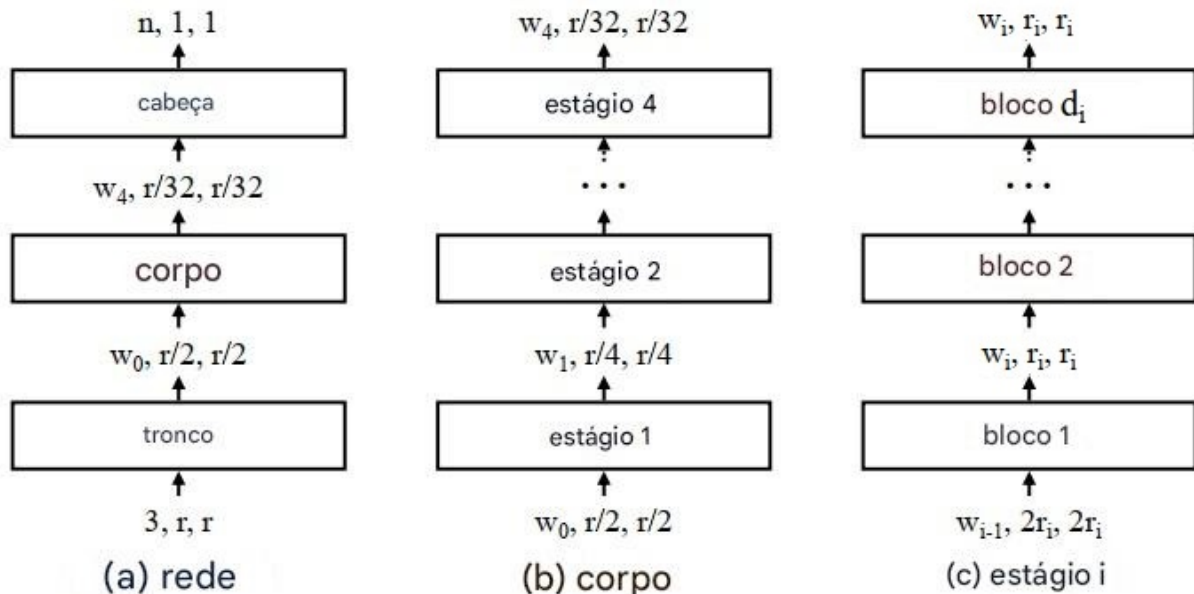 n, 1, 1
cabeça
w₄, r/32, r/32
corpo
w₀, r/2, r/2
tronco
3, r, r
(a) rede
w₄, r/32, r/32
estágio 4
...
estágio 2
w₁, r/4, r/4
estágio 1
w₀, r/2, r/2
(b) corpo
wᵢ, rᵢ, rᵢ
bloco dᵢ
...
bloco 2
wᵢ, rᵢ, rᵢ
bloco 1
wᵢ₋₁, 2rᵢ, 2rᵢ
(c) estágio i